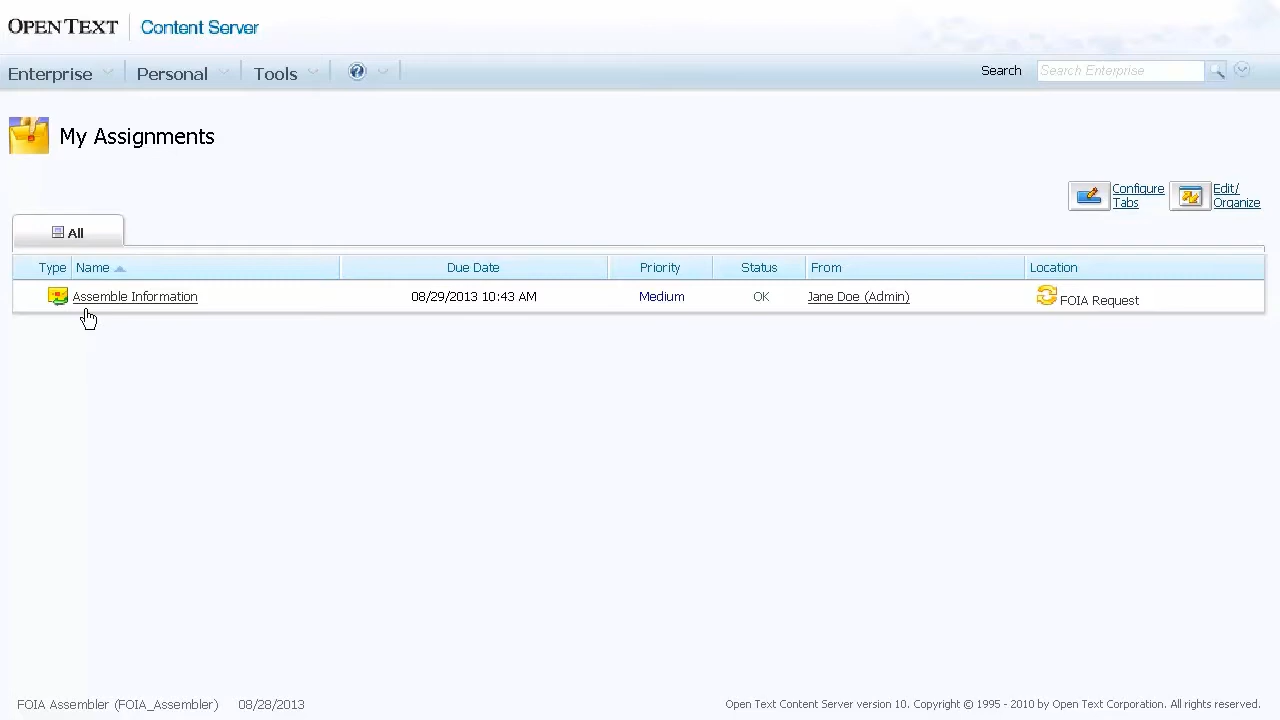 OPEN TEXT Content Server
Enterprise Personal Tools Search Search Enterprise
My Assignments
Configure Tabs Edit/ Organize
All
Type Name Due Date Priority Status From Location
Assemble Information 08/29/2013 10:43 AM Medium OK Jane Doe (Admin) FOIA Request
FOIA Assembler (FOIA_Assembler) 08/28/2013 Open Text Content Server version 10. Copyright © 1995 - 2010 by Open Text Corporation. All rights reserved.